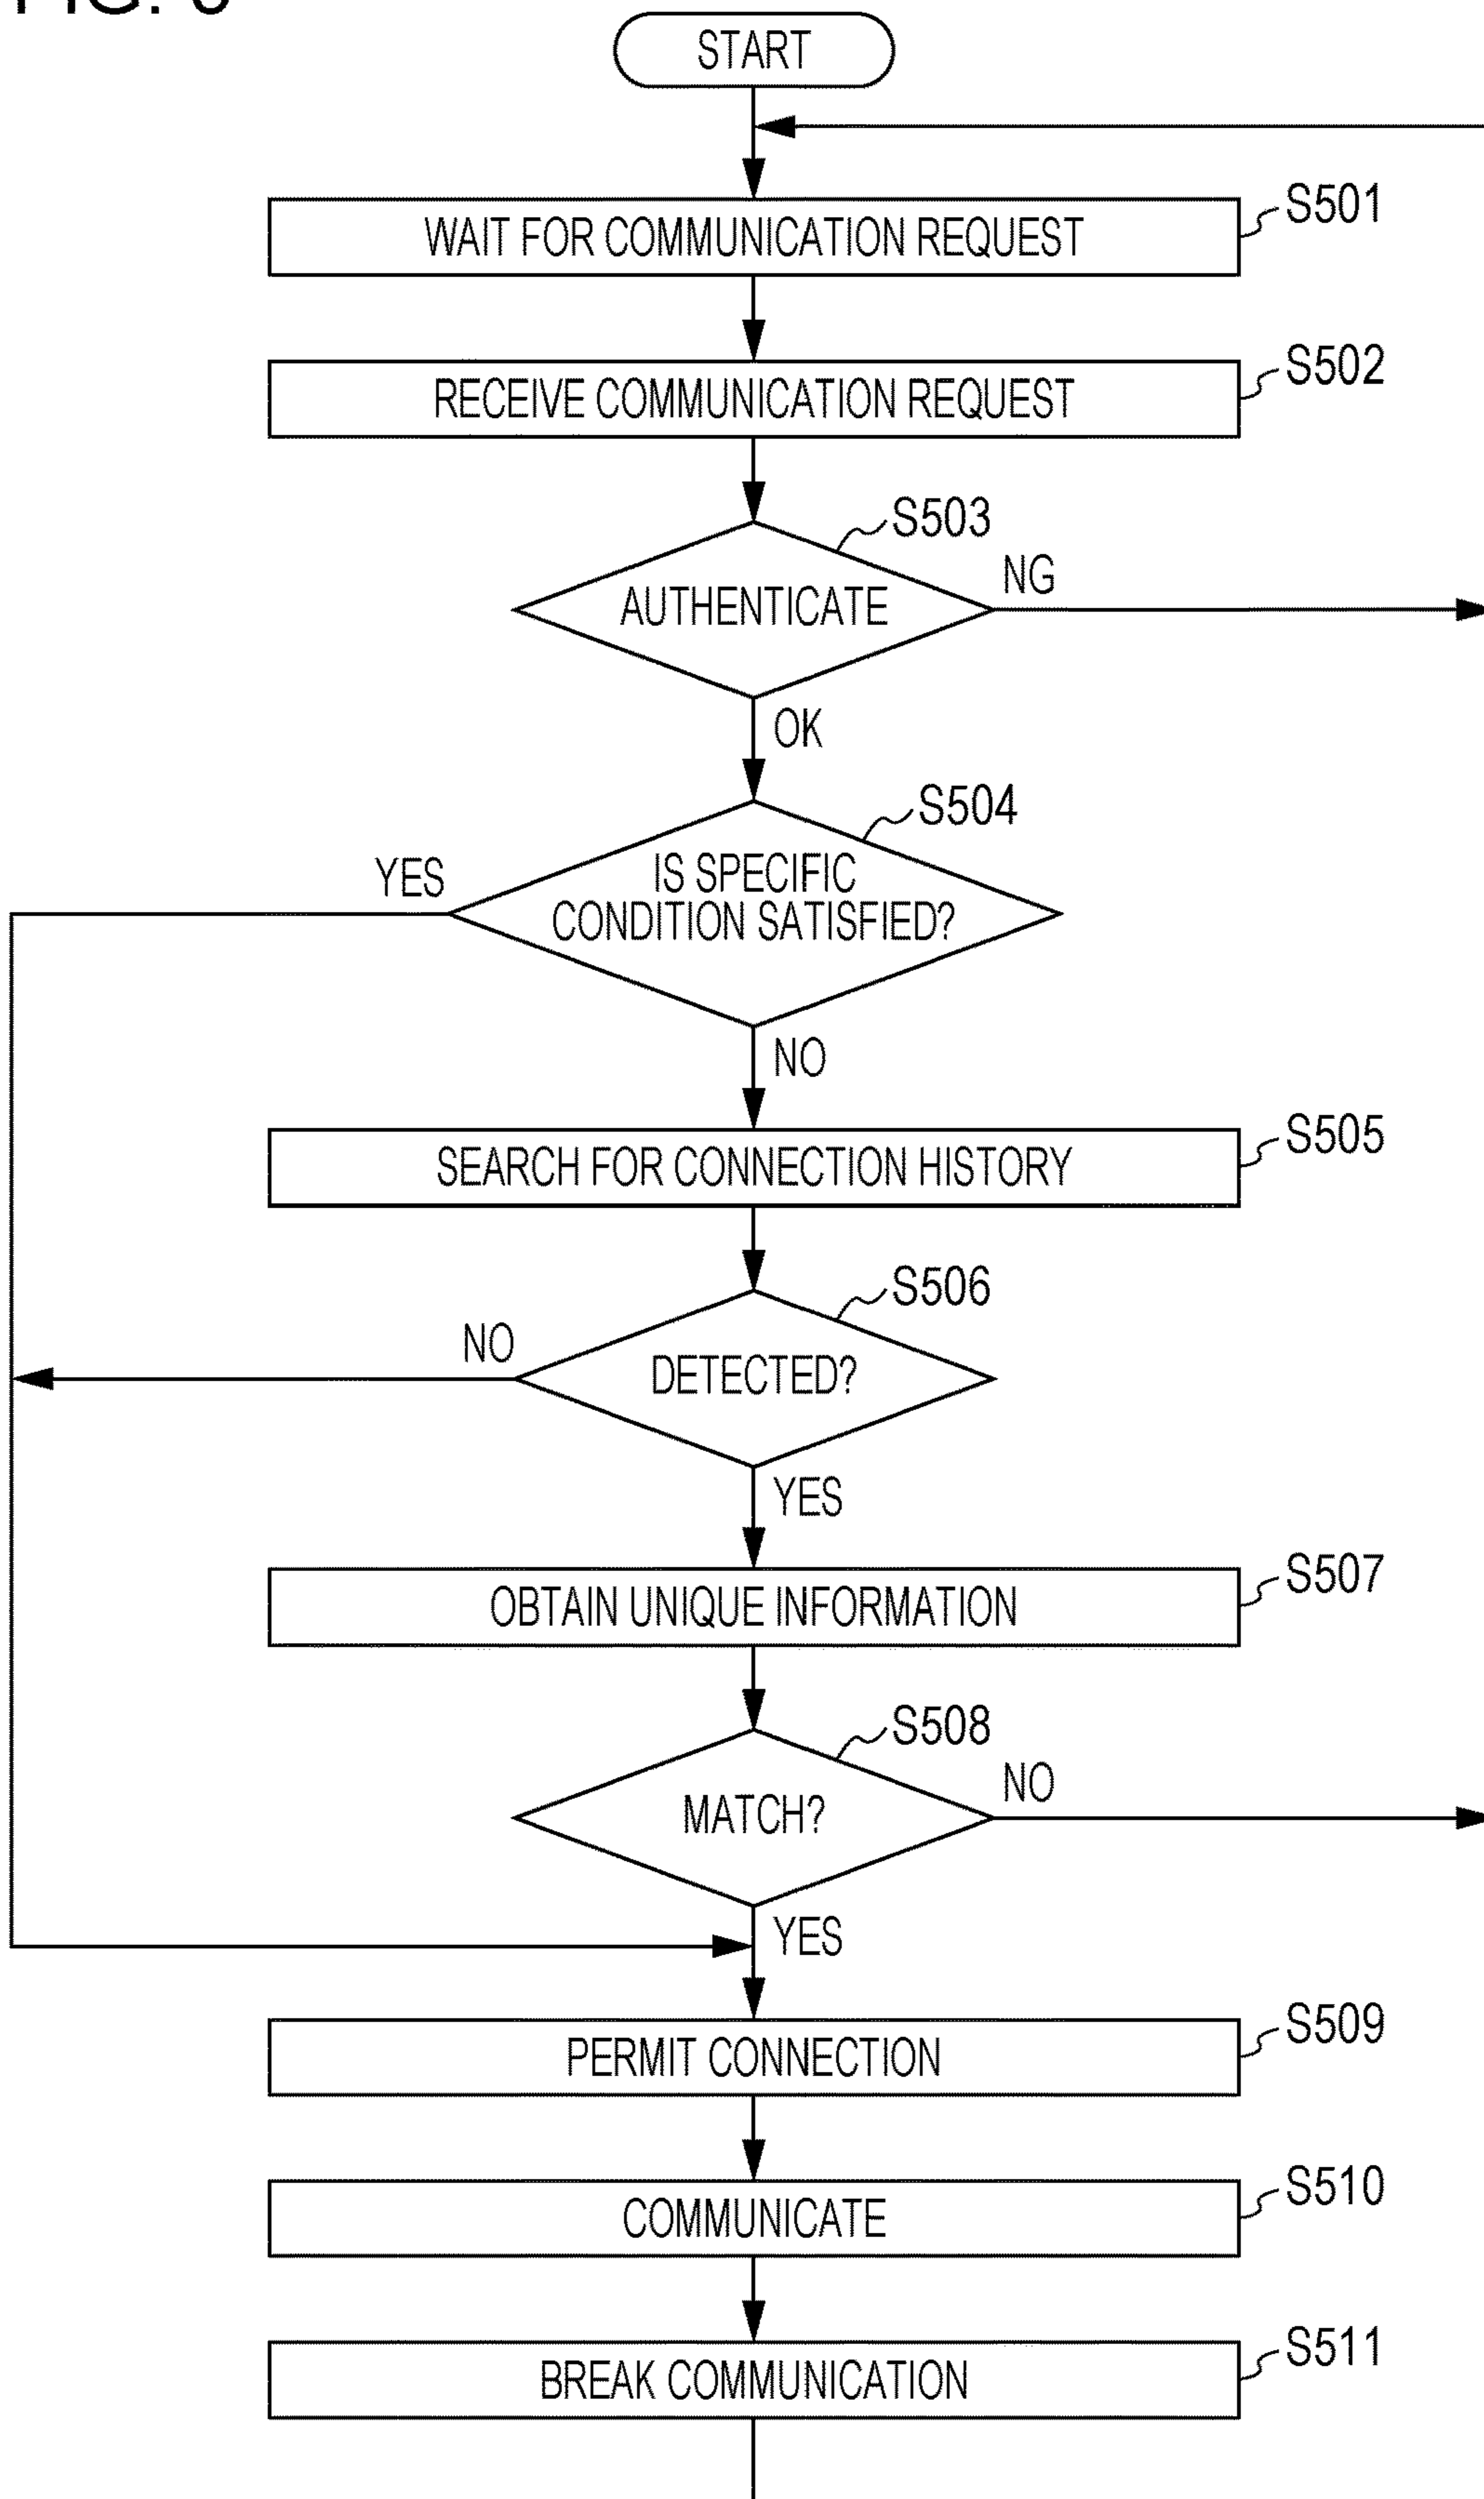 START
WAIT FOR COMMUNICATION REQUEST
S501
RECEIVE COMMUNICATION REQUEST
S502
S503
AUTHENTICATE
NG
OK
S504
YES
IS SPECIFIC
CONDITION SATISFIED?
NO
SEARCH FOR CONNECTION HISTORY
S505
S506
NO
DETECTED?
YES
OBTAIN UNIQUE INFORMATION
S507
S508
MATCH?
NO
YES
PERMIT CONNECTION
S509
COMMUNICATE
S510
BREAK COMMUNICATION
S511